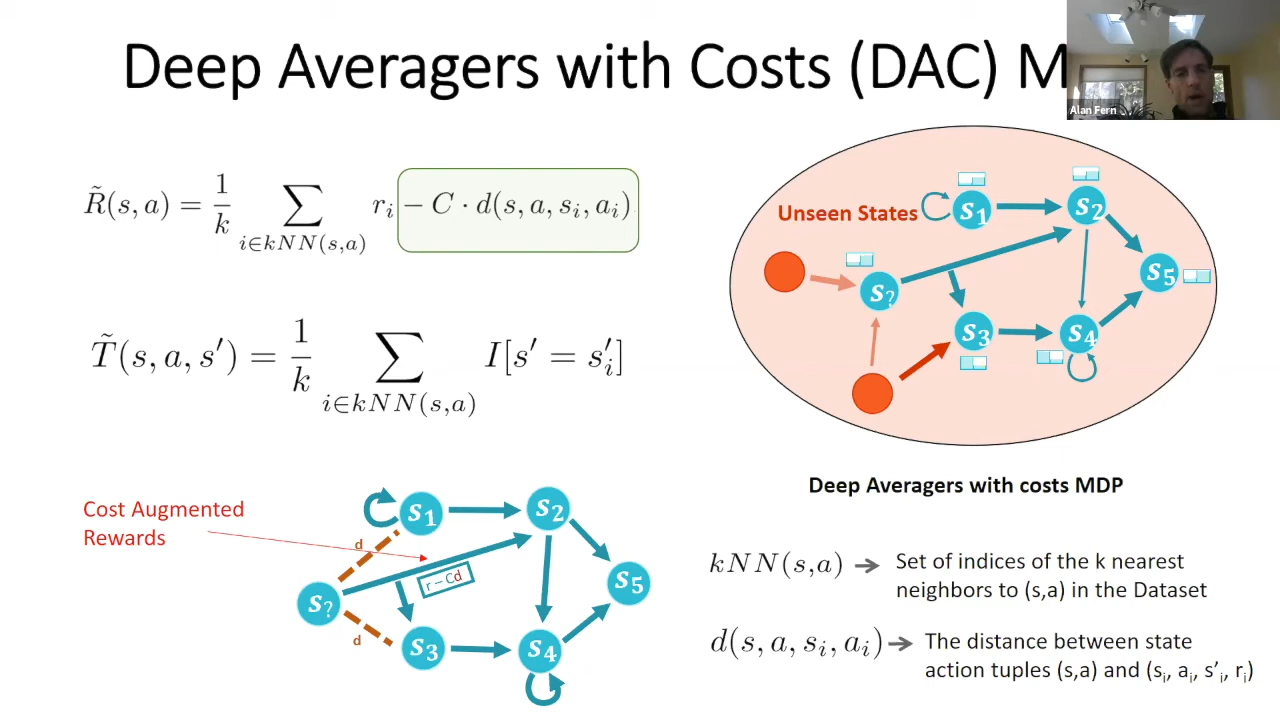 Deep Averagers with Costs (DAC) M
Alan Fern
R̃(s, a) = 1/k ∑_{i∈kNN(s,a)} r_i − C · d(s, a, s_i, a_i)
T̃(s, a, s′) = 1/k ∑_{i∈kNN(s,a)} I[s′ = s′_i]
Unseen States
s1
s2
s?
s5
s3
s4
Deep Averagers with costs MDP
Cost Augmented
Rewards
d
s1
s2
r − Cd
s?
s5
d
s3
s4
kNN(s,a) → Set of indices of the k nearest
neighbors to (s,a) in the Dataset
d(s, a, s_i, a_i) → The distance between state
action tuples (s,a) and (s_i, a_i, s'_i, r_i)